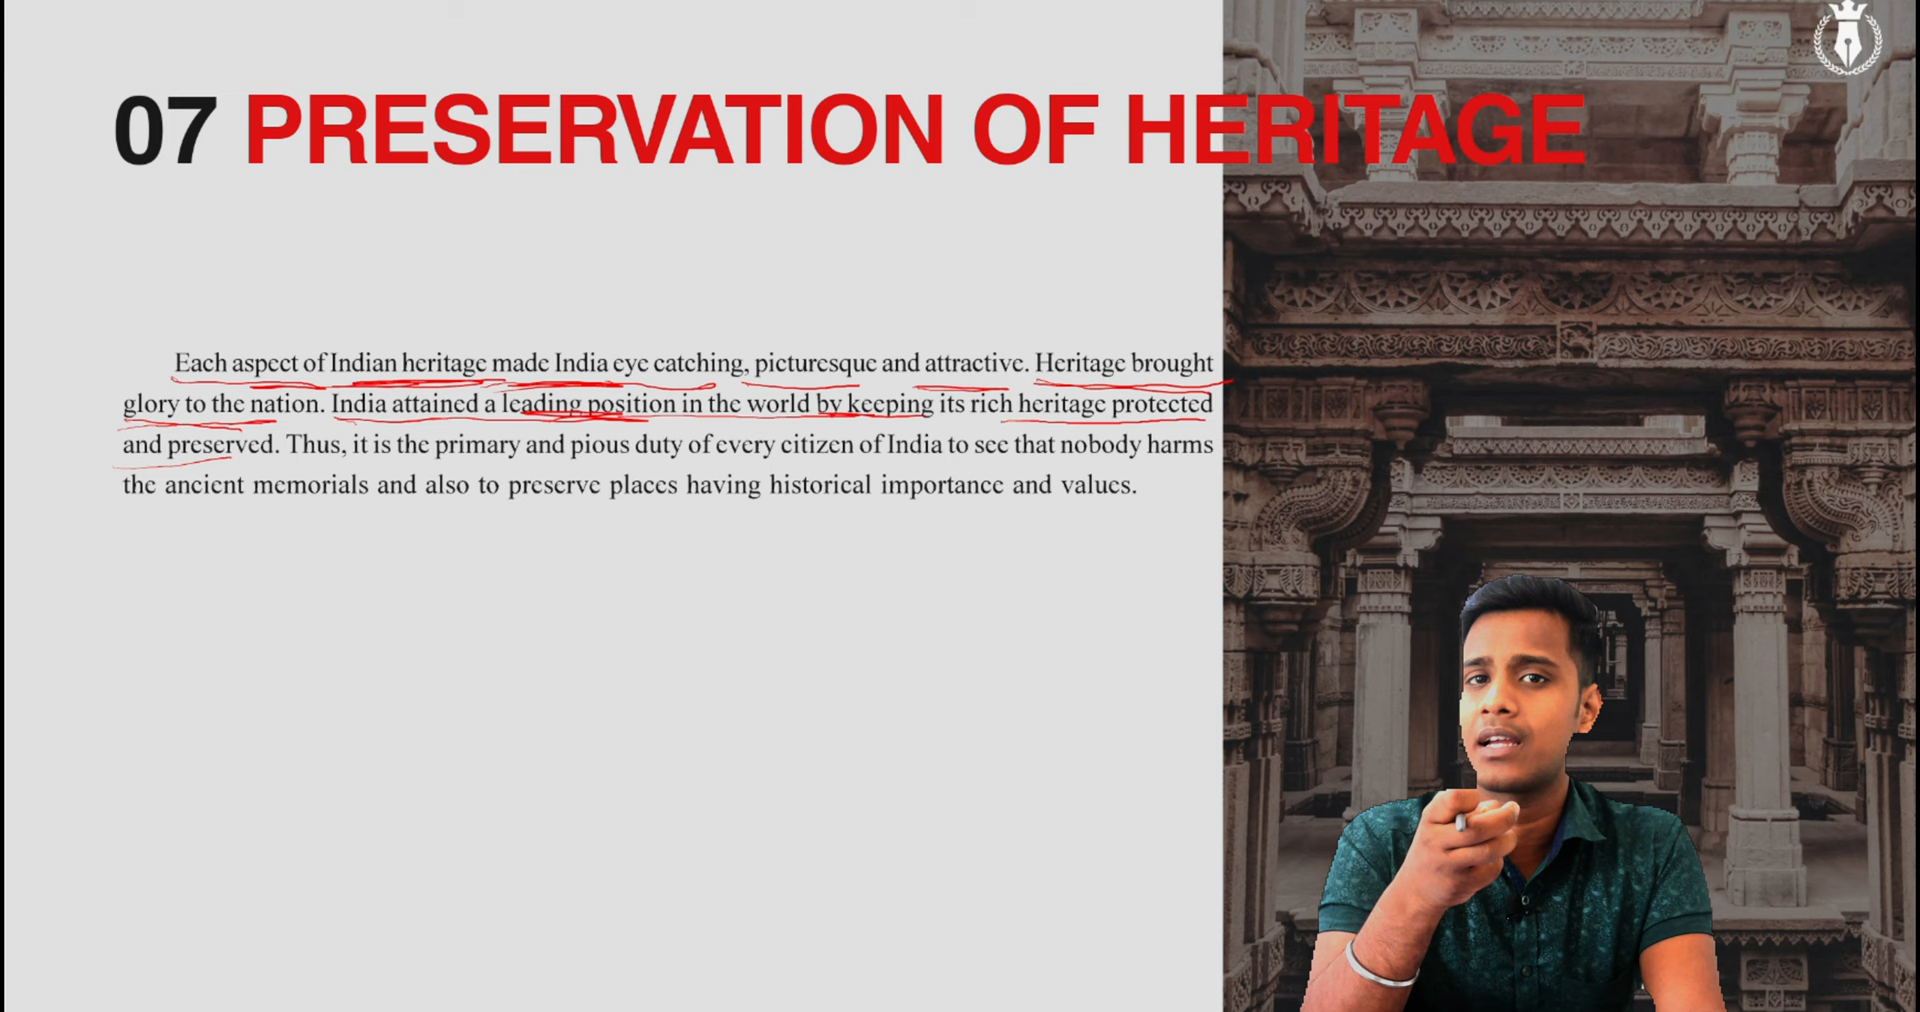 07 PRESERVATION OF HERITAGE
Each aspect of Indian heritage made India eye catching, picturesque and attractive. Heritage brought
glory to the nation. India attained a leading position in the world by keeping its rich heritage protected
and preserved. Thus, it is the primary and pious duty of every citizen of India to see that nobody harms
the ancient memorials and also to preserve places having historical importance and values.